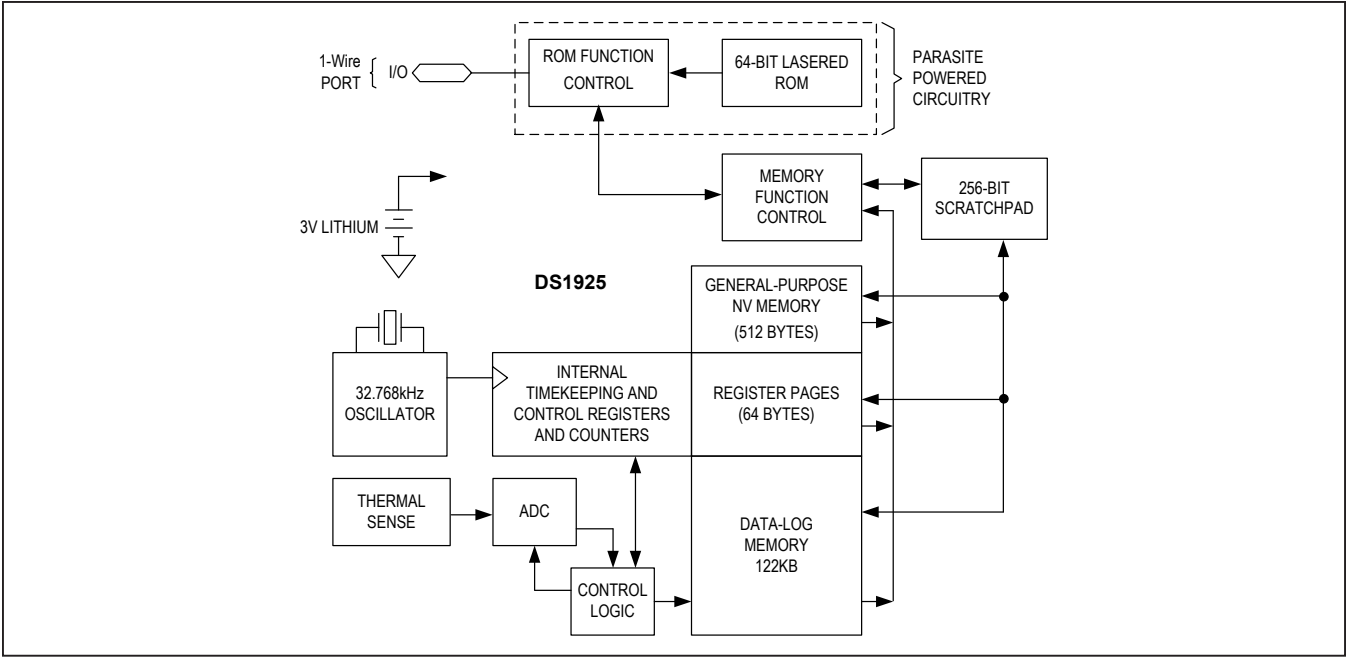 1-Wire
PORT
I/O
ROM FUNCTION
CONTROL
64-BIT LASERED
ROM
PARASITE
POWERED
CIRCUITRY
MEMORY
FUNCTION
CONTROL
256-BIT
SCRATCHPAD
3V LITHIUM
DS1925
GENERAL-PURPOSE
NV MEMORY
(512 BYTES)
32.768kHz
OSCILLATOR
INTERNAL
TIMEKEEPING AND
CONTROL REGISTERS
AND COUNTERS
REGISTER PAGES
(64 BYTES)
THERMAL
SENSE
ADC
CONTROL
LOGIC
DATA-LOG
MEMORY
122KB